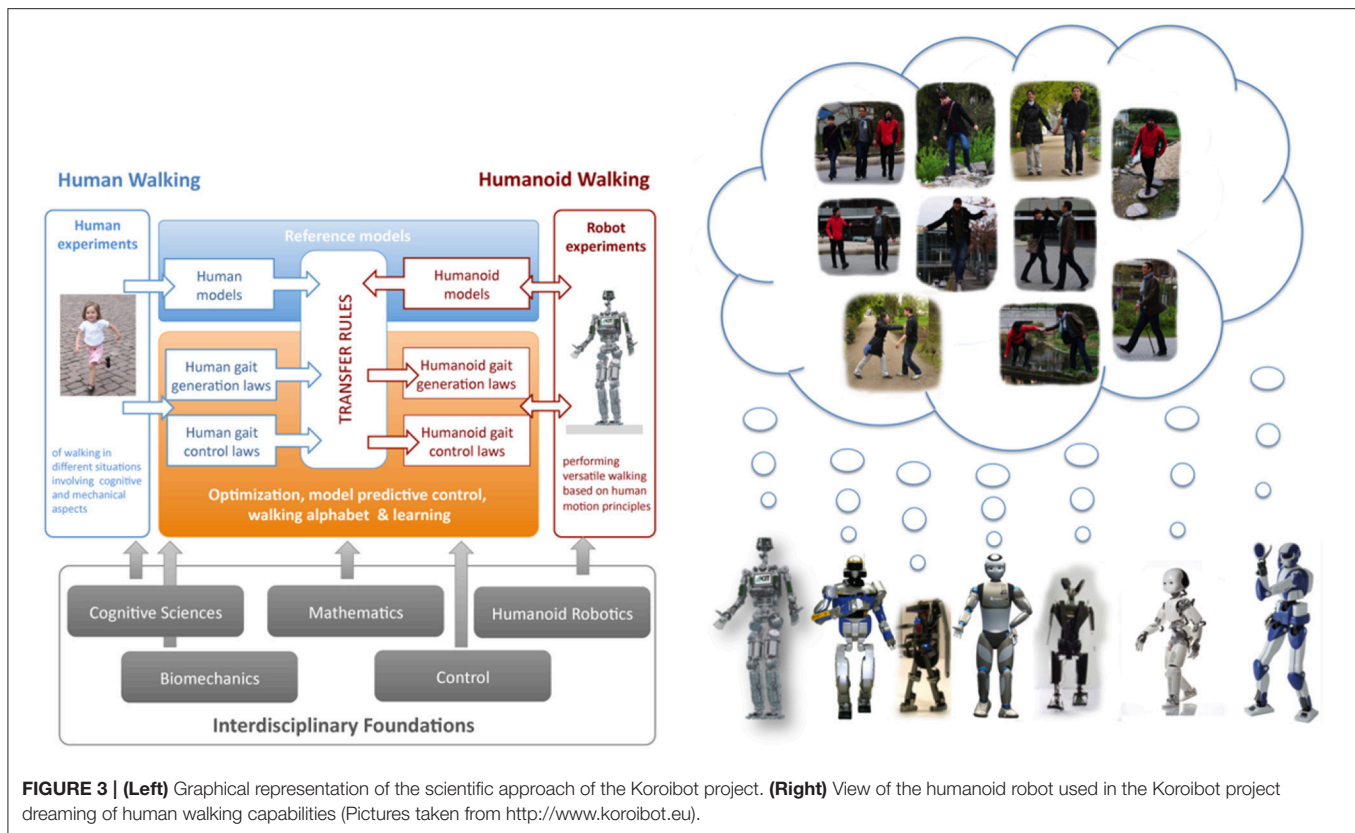 Human Walking
Humanoid Walking
Human
experiments
of walking in
different situations
involving cognitive
and mechanical
aspects
Reference models
Human
models
Humanoid
models
TRANSFER RULES
Human gait
generation laws
Humanoid gait
generation laws
Human gait
control laws
Humanoid gait
control laws
Optimization, model predictive control,
walking alphabet & learning
Robot
experiments
performing
versatile walking
based on human
motion principles
Cognitive Sciences
Mathematics
Humanoid Robotics
Biomechanics
Control
Interdisciplinary Foundations
FIGURE 3 | (Left) Graphical representation of the scientific approach of the Koroibot project. (Right) View of the humanoid robot used in the Koroibot project
dreaming of human walking capabilities (Pictures taken from http://www.koroibot.eu).